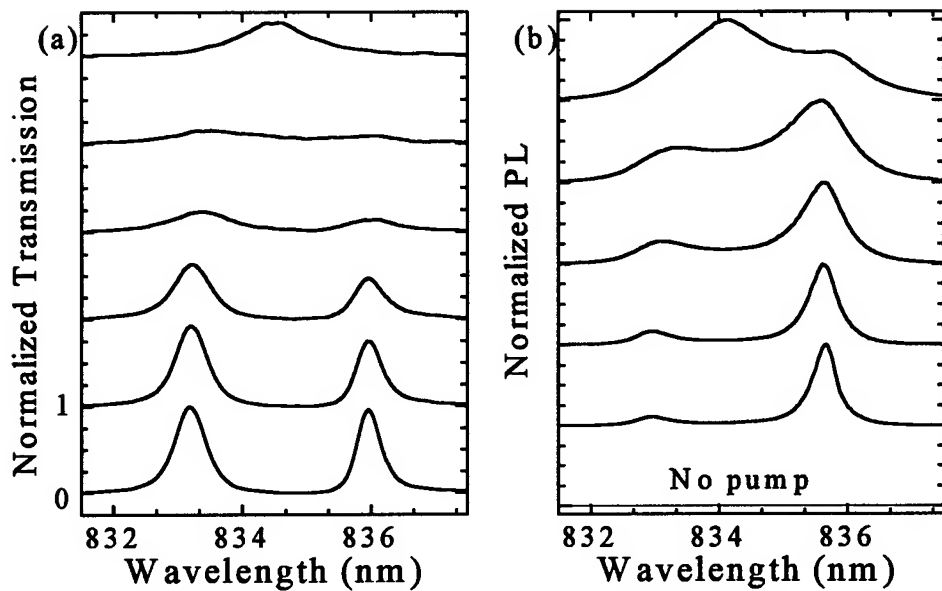 (a)
Normalized Transmission
1
0
832 834 836
Wavelength (nm)
(b)
Normalized PL
No pump
832 834 836
Wavelength (nm)